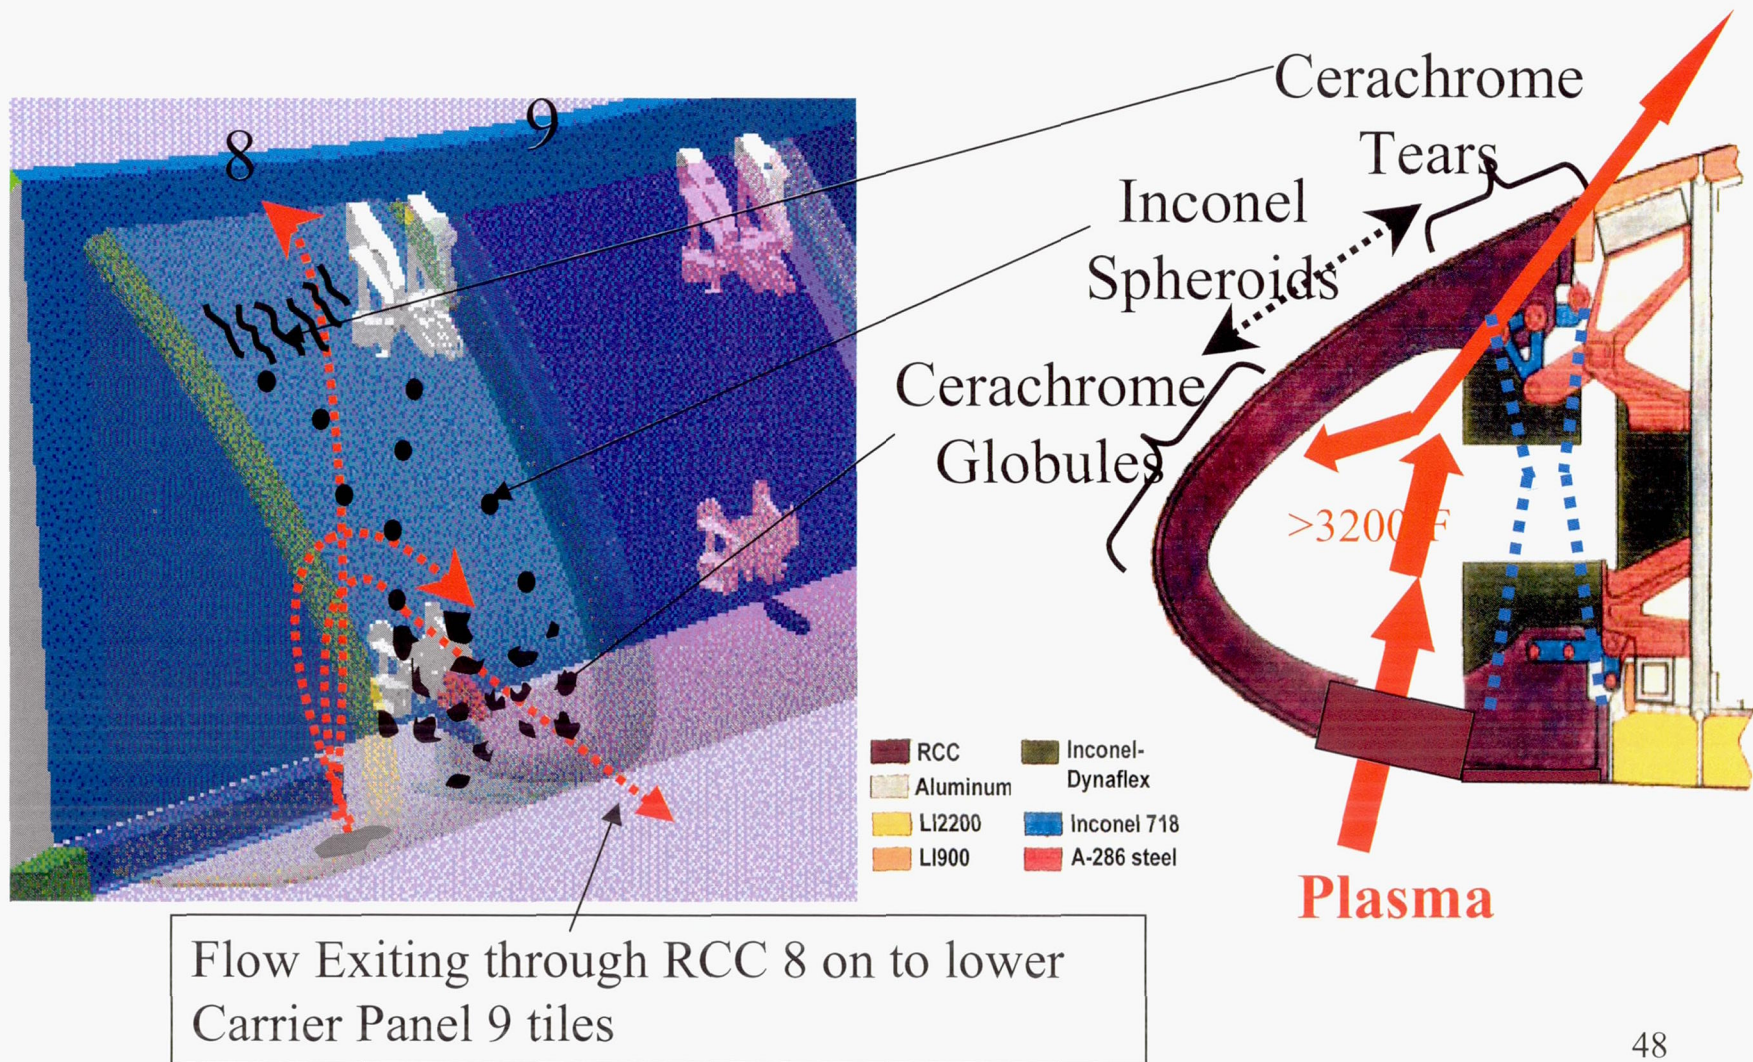 8
9
Cerachrome
Tears
Inconel
Spheroids
Cerachrome
Globules
>3200 F
RCC
Aluminum
LI2200
LI900
Inconel-
Dynaflex
Inconel 718
A-286 steel
Plasma
Flow Exiting through RCC 8 on to lower
Carrier Panel 9 tiles
48